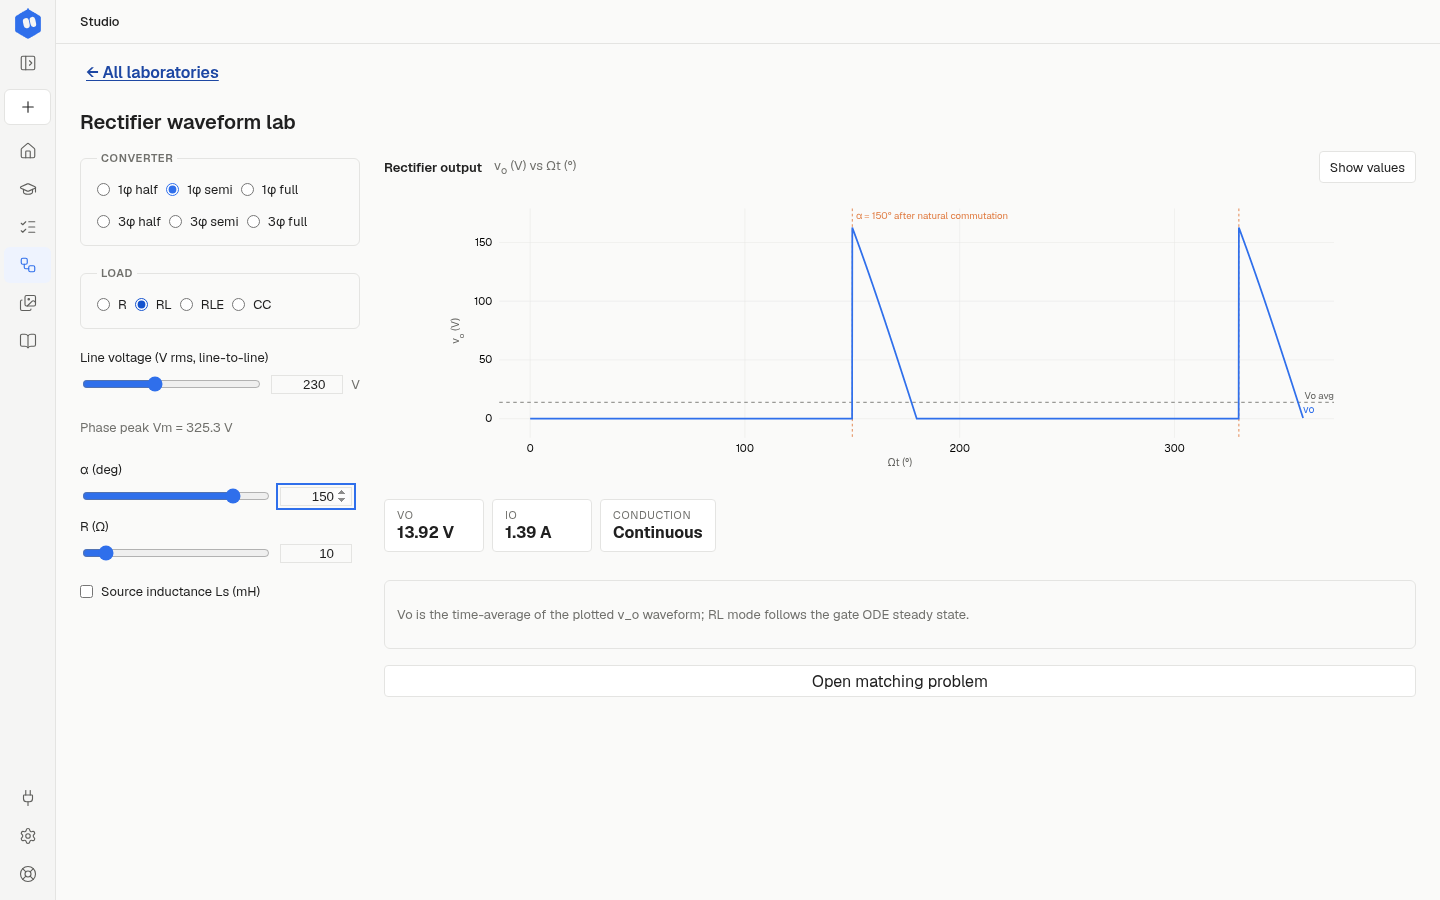 Studio
← All laboratories
Rectifier waveform lab
CONVERTER
1φ half 1φ semi 1φ full
3φ half 3φ semi 3φ full
LOAD
R RL RLE CC
Line voltage (V rms, line-to-line)
230 V
Phase peak Vm = 325.3 V
α (deg)
150
R (Ω)
10
Source inductance Ls (mH)
Rectifier output vo (V) vs Ωt (°)
Show values
α = 150° after natural commutation
150
100
50
0
vo (V)
Vo avg
vo
0 100 200 300
Ωt (°)
VO
13.92 V
IO
1.39 A
CONDUCTION
Continuous
Vo is the time-average of the plotted v_o waveform; RL mode follows the gate ODE steady state.
Open matching problem